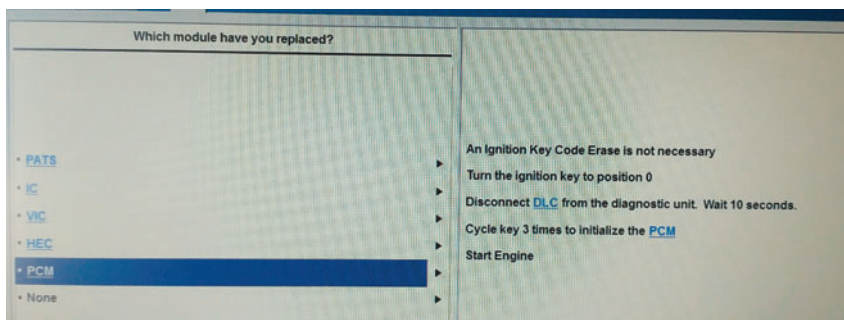 Which module have you replaced?
• PATS
• IC
• VIC
• HEC
• PCM
• None
An Ignition Key Code Erase is not necessary
Turn the ignition key to position 0
Disconnect DLC from the diagnostic unit. Wait 10 seconds.
Cycle key 3 times to initialize the PCM
Start Engine